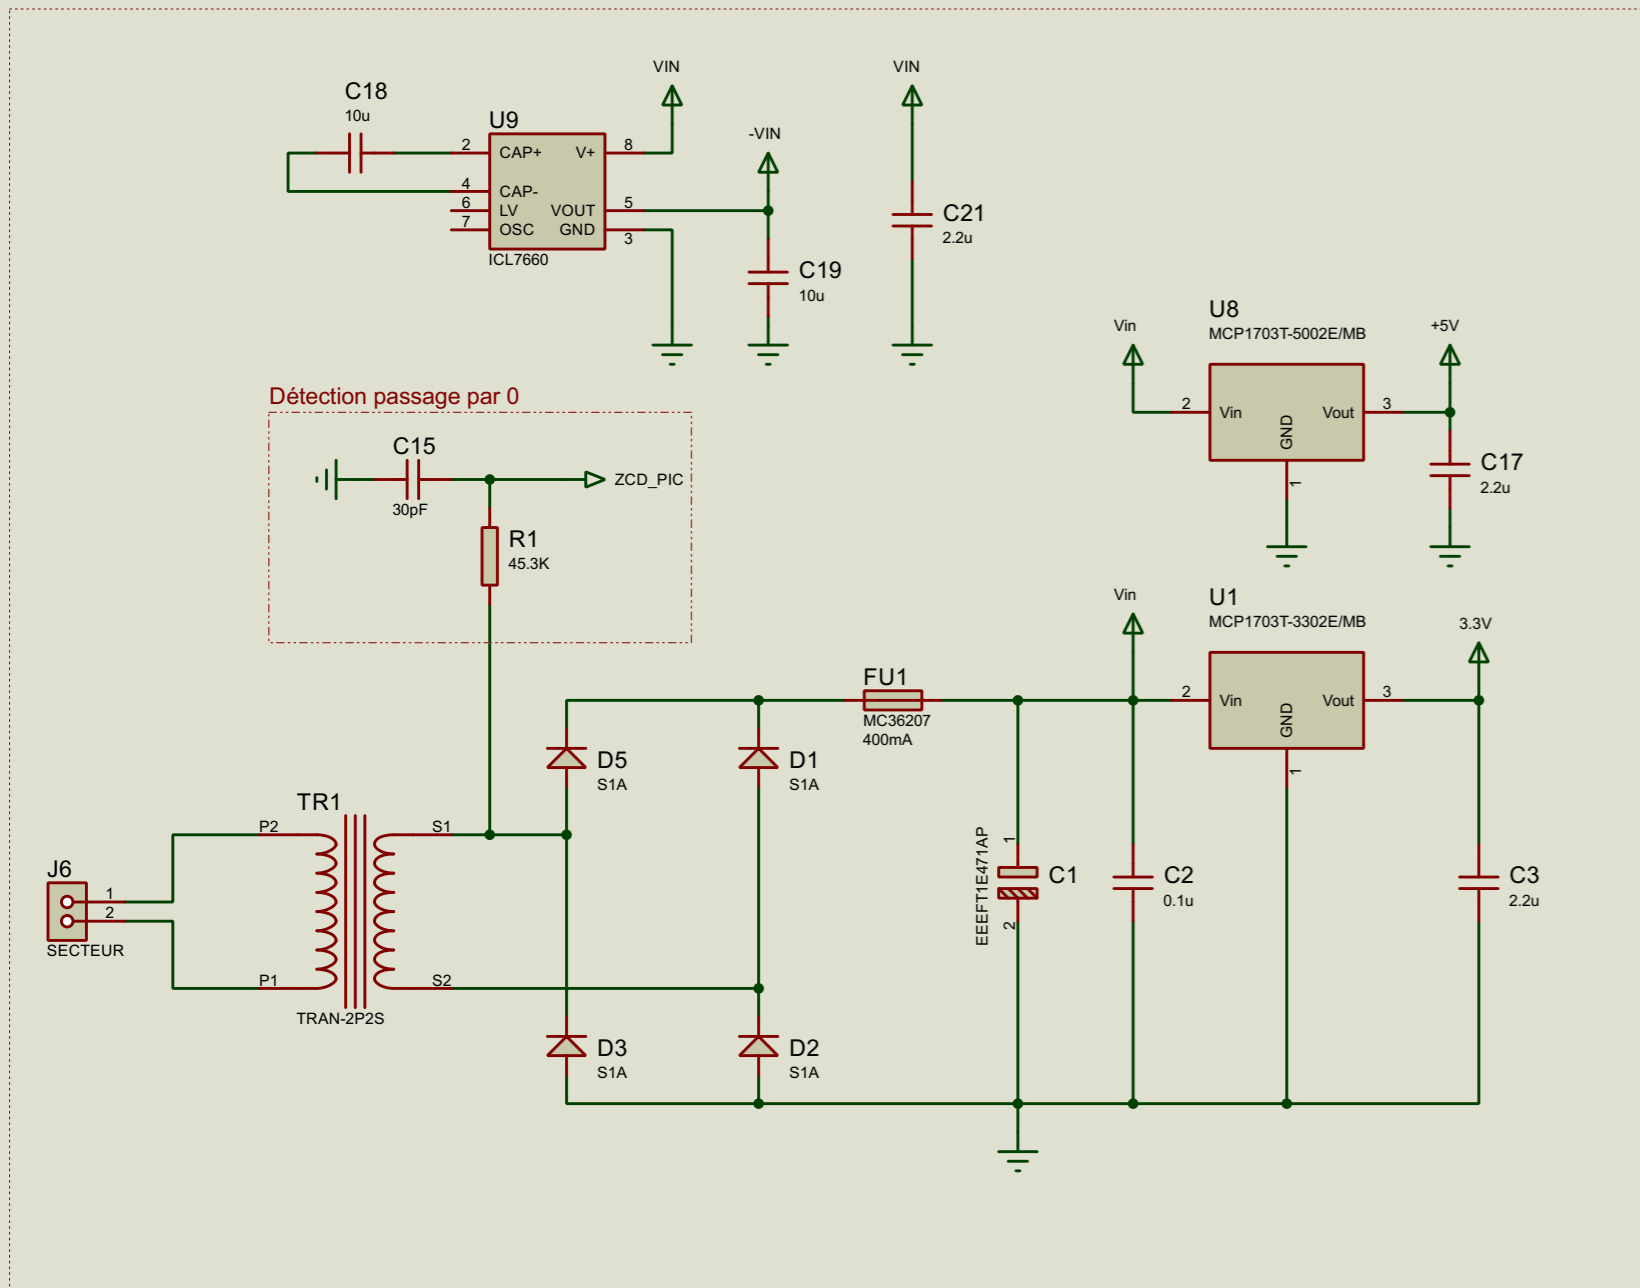 VIN
VIN
C18
10u
U9
-VIN
2
CAP+
V+
8
4
CAP-
6
LV
VOUT
5
7
OSC
GND
3
ICL7660
C21
2.2u
C19
10u
U8
MCP1703T-5002E/MB
Vin
+5V
2
Vin
GND
Vout
3
1
C17
2.2u
Détection passage par 0
C15
30pF
ZCD_PIC
R1
45.3K
Vin
U1
MCP1703T-3302E/MB
3.3V
2
Vin
GND
Vout
3
1
FU1
MC36207
400mA
D5
S1A
D1
S1A
TR1
P2
S1
J6
1
2
SECTEUR
P1
S2
TRAN-2P2S
EEEFT1E471AP
1
C1
2
C2
0.1u
C3
2.2u
D3
S1A
D2
S1A